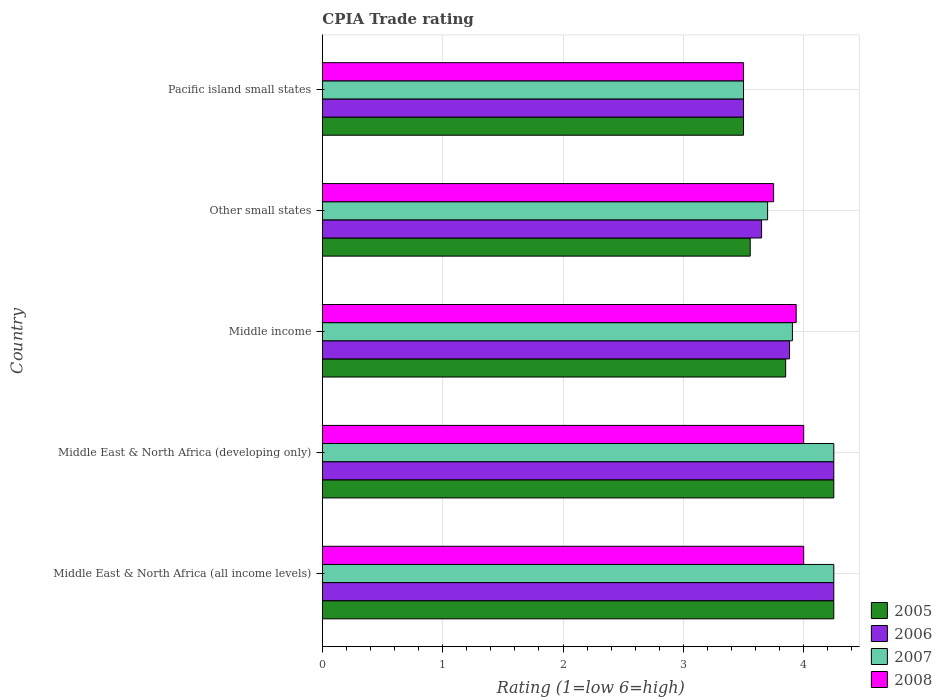 CPIA Trade rating
Pacific island small states
Other small states
Middle income
Middle East & North Africa (developing only)
Middle East & North Africa (all income levels)
Country
0 1 2 3 4
Rating (1=low 6=high)
2005
2006
2007
2008